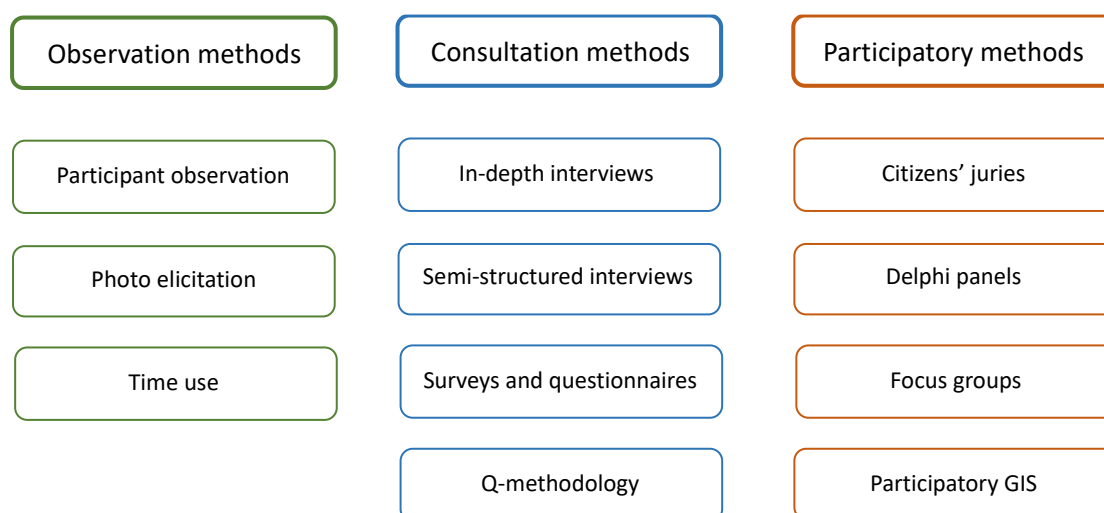 Observation methods
Consultation methods
Participatory methods
Participant observation
In-depth interviews
Citizens’ juries
Photo elicitation
Semi-structured interviews
Delphi panels
Time use
Surveys and questionnaires
Focus groups
Q-methodology
Participatory GIS